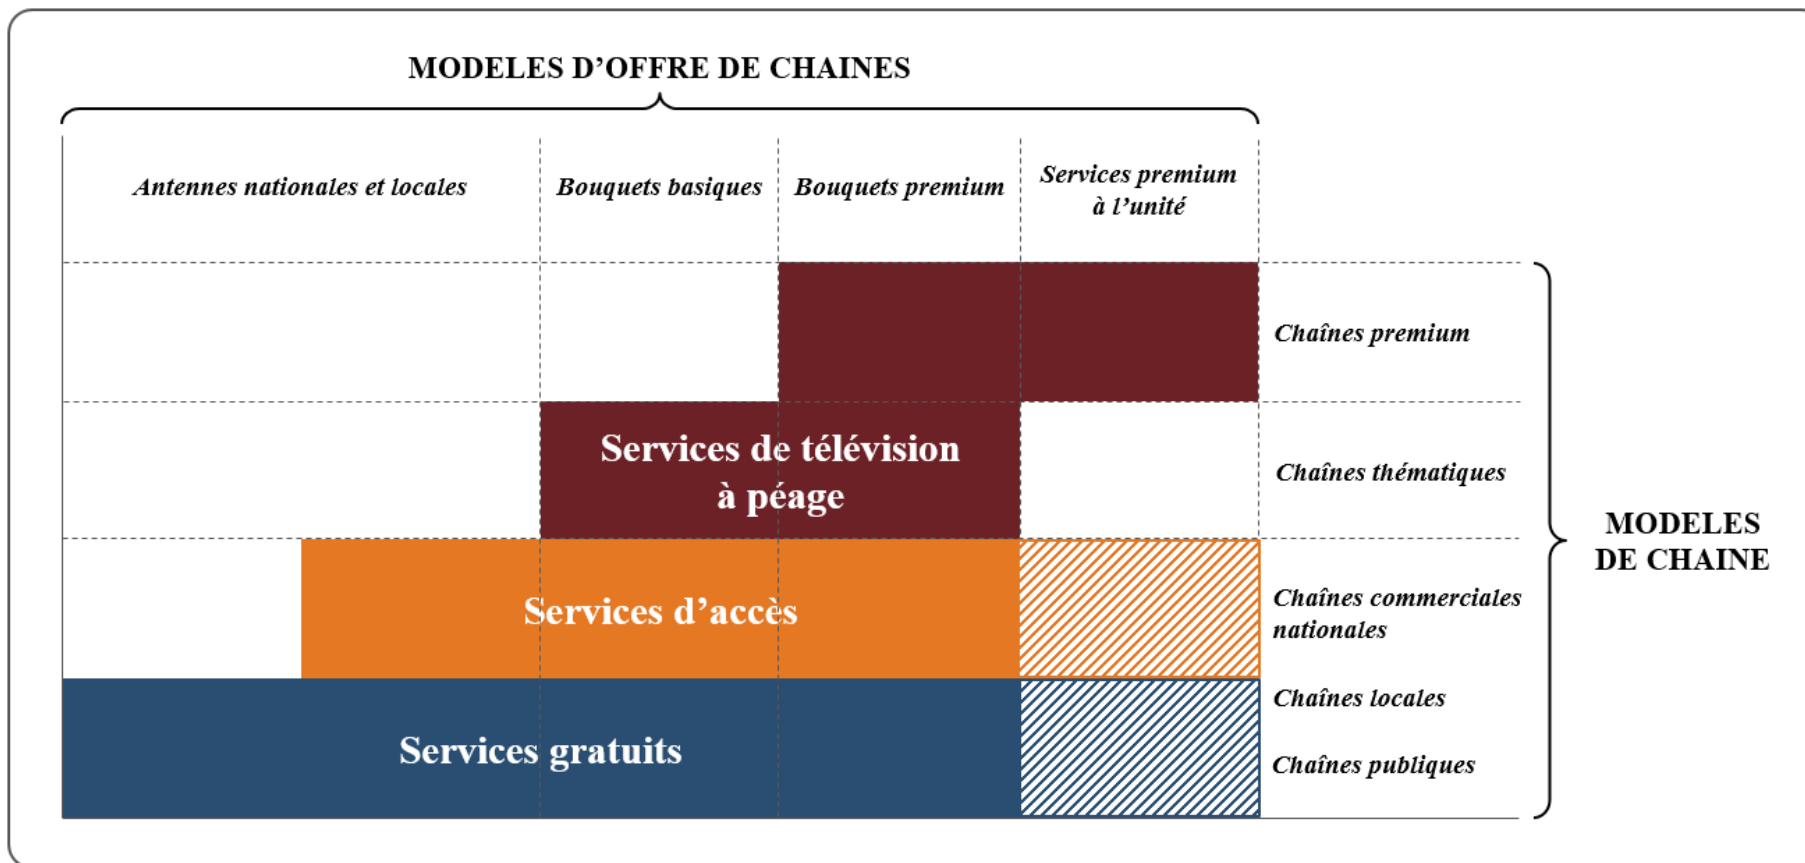 MODELES D’OFFRE DE CHAINES
Antennes nationales et locales
Bouquets basiques
Bouquets premium
Services premium
à l’unité
Chaînes premium
Services de télévision
à péage
Chaînes thématiques
MODELES
DE CHAINE
Services d’accès
Chaînes commerciales
nationales
Chaînes locales
Services gratuits
Chaînes publiques